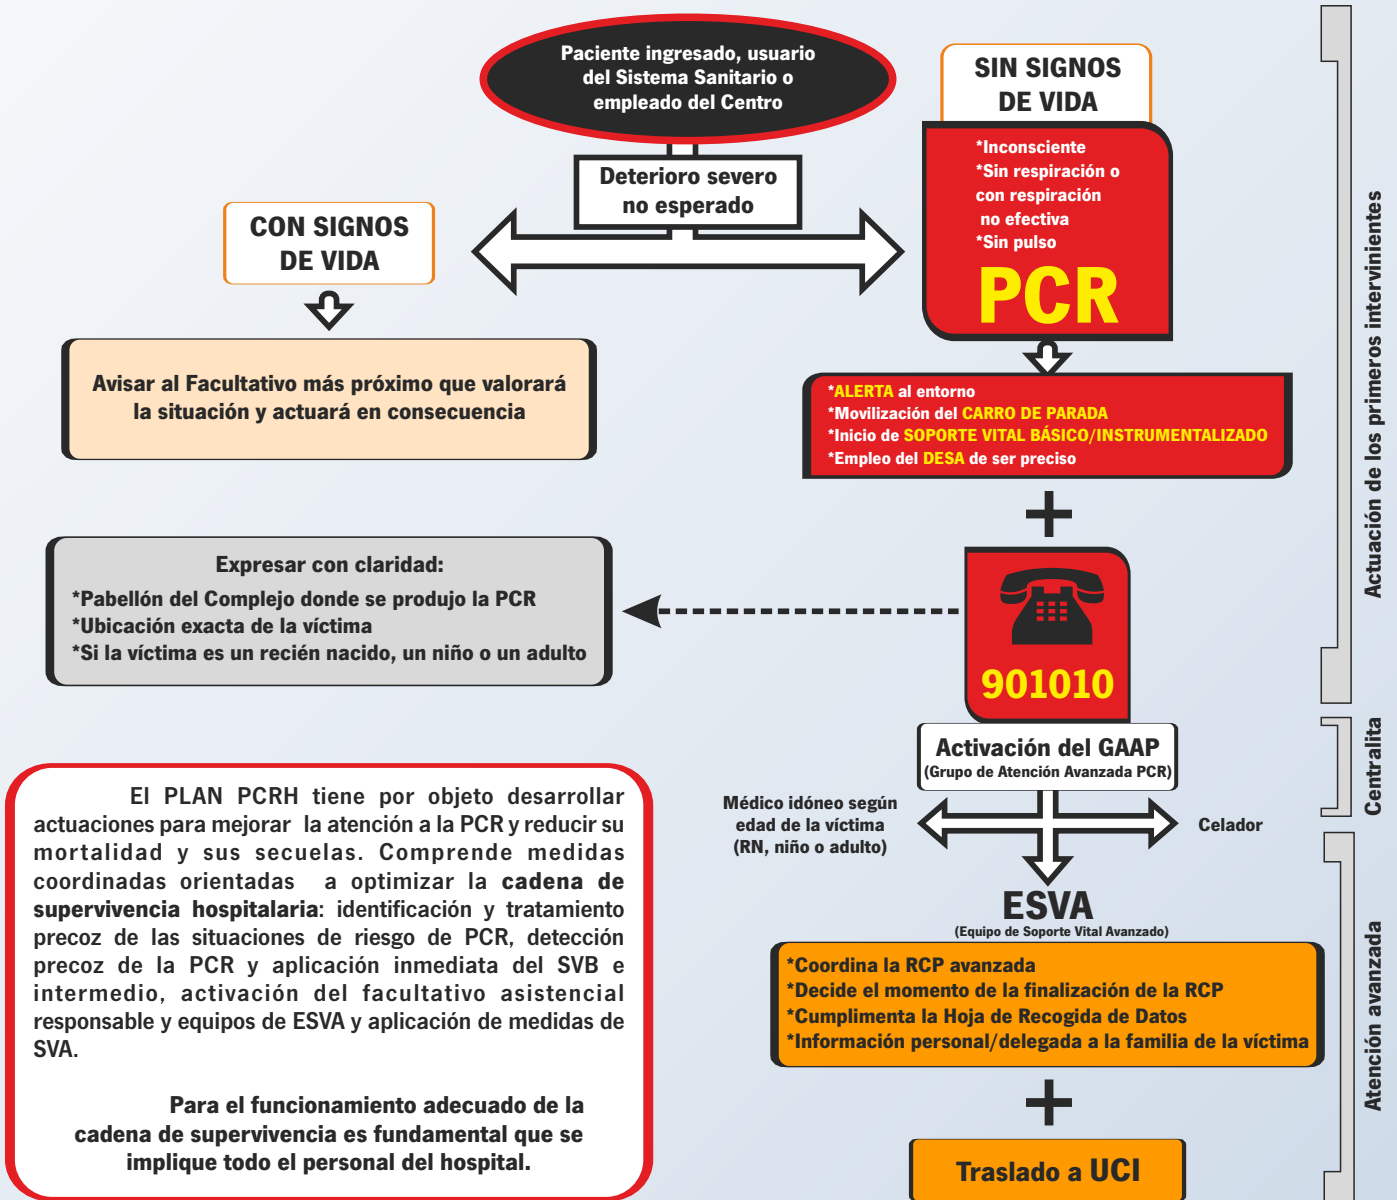 Paciente ingresado, usuario
del Sistema Sanitario o
empleado del Centro
Deterioro severo
no esperado
CON SIGNOS
DE VIDA
Avisar al Facultativo más próximo que valorará
la situación y actuará en consecuencia
SIN SIGNOS
DE VIDA
*Inconsciente
*Sin respiración o
con respiración
no efectiva
*Sin pulso
PCR
*ALERTA al entorno
*Movilización del CARRO DE PARADA
*Inicio de SOPORTE VITAL BÁSICO/INSTRUMENTALIZADO
*Empleo del DESA de ser preciso
+
901010
Expresar con claridad:
*Pabellón del Complejo donde se produjo la PCR
*Ubicación exacta de la víctima
*Si la víctima es un recién nacido, un niño o un adulto
Activación del GAAP
(Grupo de Atención Avanzada PCR)
Médico idóneo según
edad de la víctima
(RN, niño o adulto)
Celador
ESVA
(Equipo de Soporte Vital Avanzado)
*Coordina la RCP avanzada
*Decide el momento de la finalización de la RCP
*Cumplimenta la Hoja de Recogida de Datos
*Información personal/delegada a la familia de la víctima
+
Traslado a UCI
El PLAN PCRH tiene por objeto desarrollar
actuaciones para mejorar la atención a la PCR y reducir su
mortalidad y sus secuelas. Comprende medidas
coordinadas orientadas a optimizar la cadena de
supervivencia hospitalaria: identificación y tratamiento
precoz de las situaciones de riesgo de PCR, detección
precoz de la PCR y aplicación inmediata del SVB e
intermedio, activación del facultativo asistencial
responsable y equipos de ESVA y aplicación de medidas de
SVA.
Para el funcionamiento adecuado de la
cadena de supervivencia es fundamental que se
implique todo el personal del hospital.
Actuación de los primeros intervinientes
Centralita
Atención avanzada